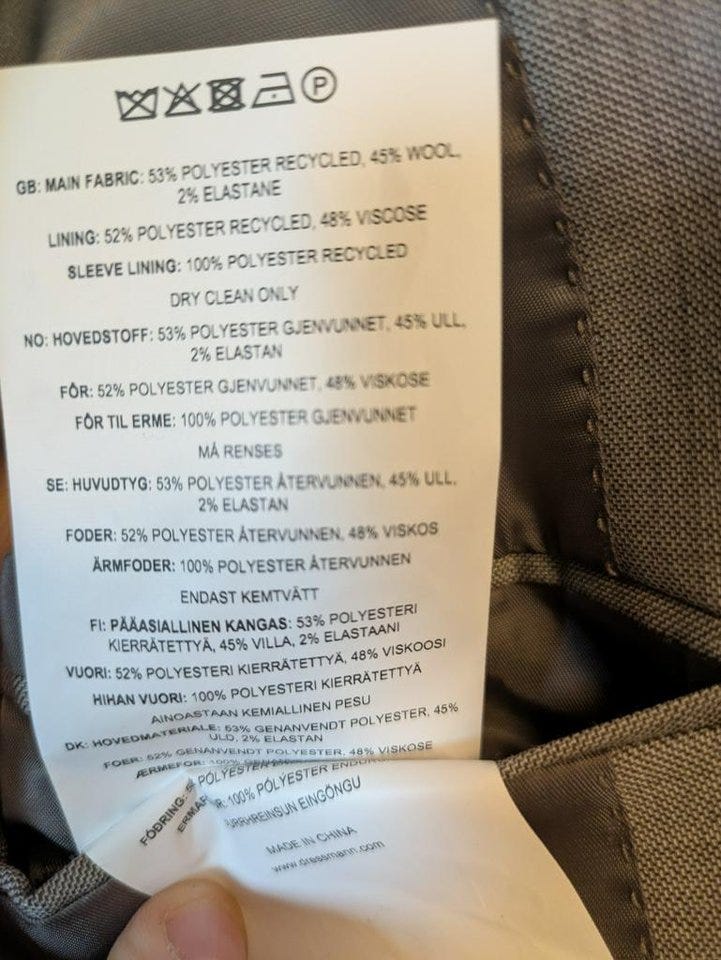 P
GB: MAIN FABRIC: 53% POLYESTER RECYCLED, 45% WOOL,
2% ELASTANE
LINING: 52% POLYESTER RECYCLED, 48% VISCOSE
SLEEVE LINING: 100% POLYESTER RECYCLED
DRY CLEAN ONLY
NO: HOVEDSTOFF: 53% POLYESTER GJENVUNNET, 45% ULL,
2% ELASTAN
FÔR: 52% POLYESTER GJENVUNNET, 48% VISKOSE
FÔR TIL ERME: 100% POLYESTER GJENVUNNET
MÅ RENSES
SE: HUVUDTYG: 53% POLYESTER ÅTERVUNNEN, 45% ULL,
2% ELASTAN
FODER: 52% POLYESTER ÅTERVUNNEN, 48% VISKOS
ÄRMFODER: 100% POLYESTER ÅTERVUNNEN
ENDAST KEMTVÄTT
FI: PÄÄASIALLINEN KANGAS: 53% POLYESTERI
KIERRÄTETTYÄ, 45% VILLA, 2% ELASTAANI
VUORI: 52% POLYESTERI KIERRÄTETTYÄ, 48% VISKOOSI
HIHAN VUORI: 100% POLYESTERI KIERRÄTETTYÄ
AINOASTAAN KEMIALLINEN PESU
DK: HOVEDMATERIALE: 53% GENANVENDT POLYESTER, 45%
ULD, 2% ELASTAN
FOER: 52% GENANVENDT POLYESTER, 48% VISKOSE
ÆRMEFOR: 100%
FÓÐRING: POLYESTER
100% PÓLÝESTER
EINGÖNGU
MADE IN CHINA
www.dressmann.com